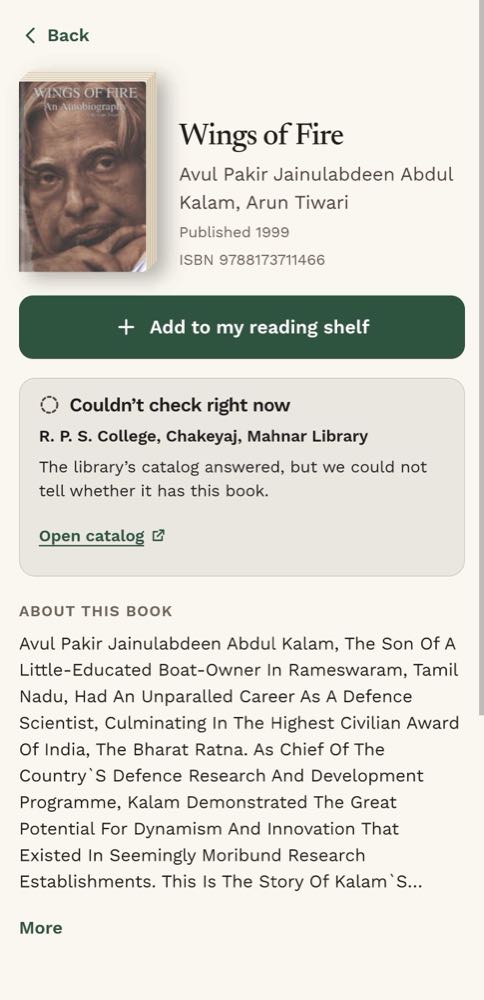 Back
WINGS OF FIRE
An Autobiography
Wings of Fire
Avul Pakir Jainulabdeen Abdul
Kalam, Arun Tiwari
Published 1999
ISBN 9788173711466
Add to my reading shelf
Couldn’t check right now
R. P. S. College, Chakeyaj, Mahnar Library
The library’s catalog answered, but we could not
tell whether it has this book.
Open catalog
ABOUT THIS BOOK
Avul Pakir Jainulabdeen Abdul Kalam, The Son Of A
Little-Educated Boat-Owner In Rameswaram, Tamil
Nadu, Had An Unparalled Career As A Defence
Scientist, Culminating In The Highest Civilian Award
Of India, The Bharat Ratna. As Chief Of The
Country`S Defence Research And Development
Programme, Kalam Demonstrated The Great
Potential For Dynamism And Innovation That
Existed In Seemingly Moribund Research
Establishments. This Is The Story Of Kalam`S...
More